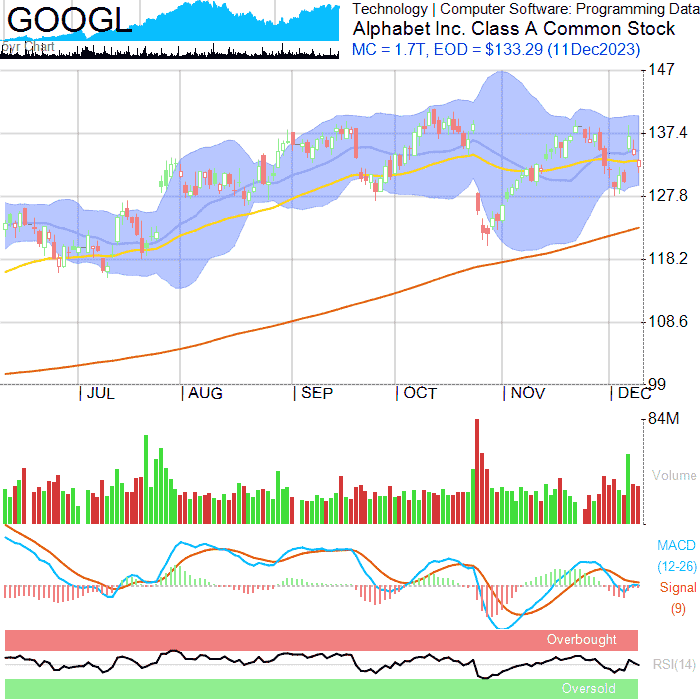 GOOGL
Technology | Computer Software: Programming Data
Alphabet Inc. Class A Common Stock
MC = 1.7T, EOD = $133.29 (11Dec2023)
147
137.4
127.8
118.2
108.6
99
| JUL | AUG | SEP | OCT | NOV | DEC
84M
Volume
MACD
(12-26)
Signal
(9)
Overbought
RSI(14)
Oversold